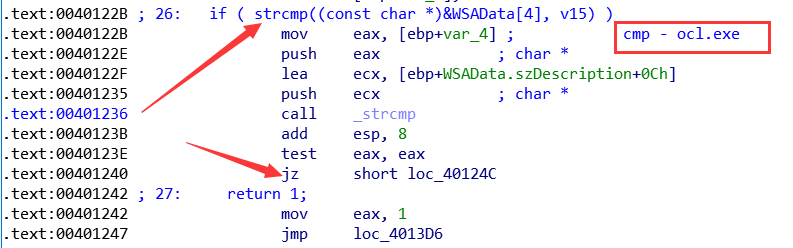 .text:0040122B ; 26:   if ( strcmp((const char *)&WSAData[4], v15) )
.text:0040122B                 mov     eax, [ebp+var_4] ;              cmp - ocl.exe
.text:0040122E                 push    eax             ; char *
.text:0040122F                 lea     ecx, [ebp+WSAData.szDescription+0Ch]
.text:00401235                 push    ecx             ; char *
.text:00401236                 call    _strcmp
.text:0040123B                 add     esp, 8
.text:0040123E                 test    eax, eax
.text:00401240                 jz      short loc_40124C
.text:00401242 ; 27:     return 1;
.text:00401242                 mov     eax, 1
.text:00401247                 jmp     loc_4013D6